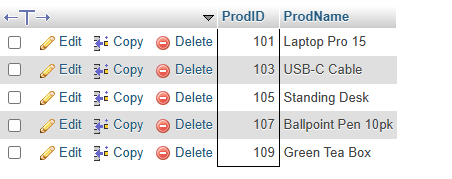 ProdID ProdName
Edit Copy Delete 101 Laptop Pro 15
Edit Copy Delete 103 USB-C Cable
Edit Copy Delete 105 Standing Desk
Edit Copy Delete 107 Ballpoint Pen 10pk
Edit Copy Delete 109 Green Tea Box